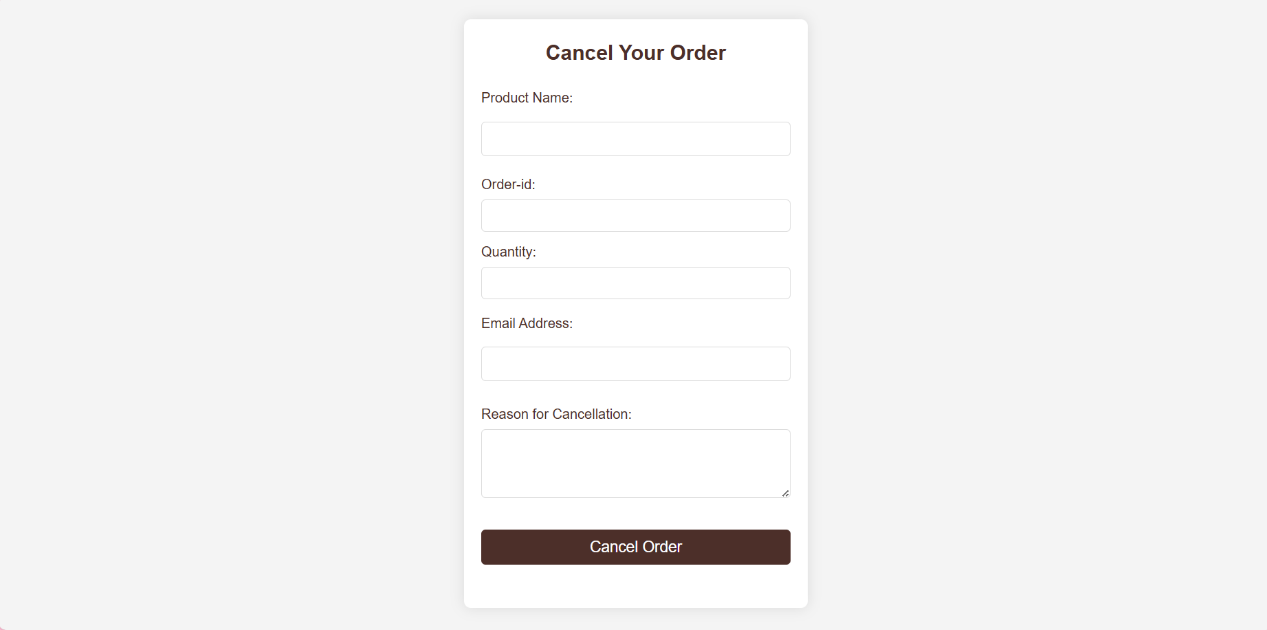 Cancel Your Order
Product Name:
Order-id:
Quantity:
Email Address:
Reason for Cancellation:
Cancel Order